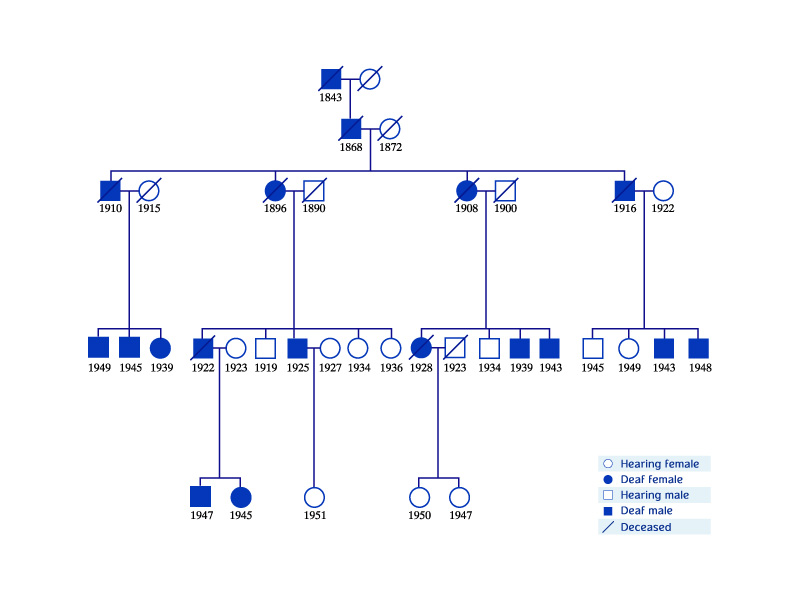 1843
1868 1872
1910 1915 1896 1890 1908 1900 1916 1922
1949 1945 1939 1922 1923 1919 1925 1927 1934 1936 1928 1923 1934 1939 1943 1945 1949 1943 1948
1947 1945 1951 1950 1947
Hearing female
Deaf female
Hearing male
Deaf male
Deceased